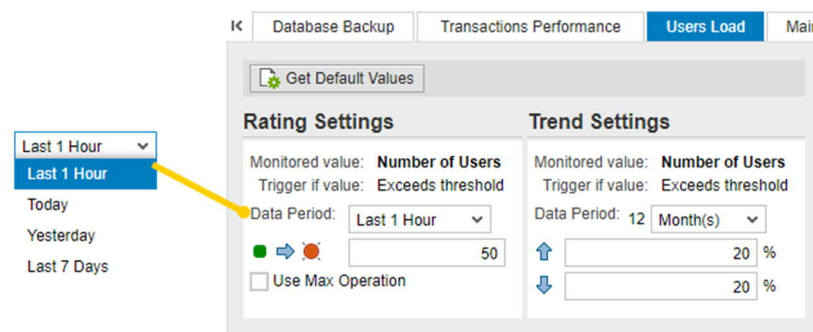 Database Backup
Transactions Performance
Users Load
Get Default Values
Rating Settings
Monitored value: Number of Users
Trigger if value: Exceeds threshold
Data Period: Last 1 Hour
50
Use Max Operation
Trend Settings
Monitored value: Number of Users
Trigger if value: Exceeds threshold
Data Period: 12 Month(s)
20 %
20 %
Last 1 Hour
Last 1 Hour
Today
Yesterday
Last 7 Days